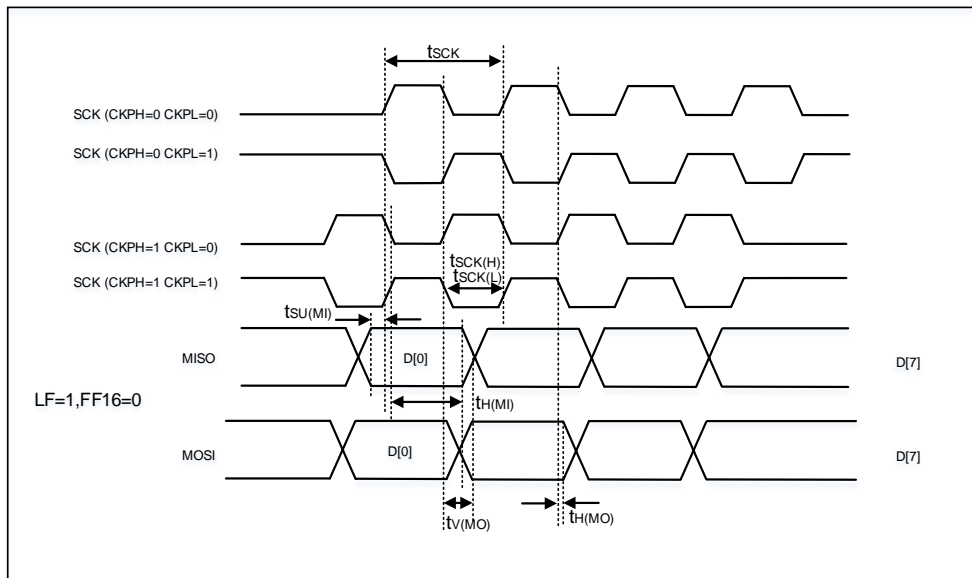 tSCK
SCK (CKPH=0 CKPL=0)
SCK (CKPH=0 CKPL=1)
SCK (CKPH=1 CKPL=0)
tSCK(H)
tSCK(L)
SCK (CKPH=1 CKPL=1)
tSU(MI)
MISO
D[0]
D[7]
LF=1,FF16=0
tH(MI)
MOSI
D[0]
D[7]
tV(MO)
tH(MO)